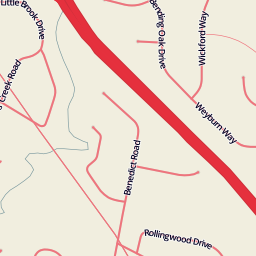 Little Brook Drive
Bending Oak Drive
Wickford Way
Creek Road
Weyburn Way
Benedict Road
Rollingwood Drive